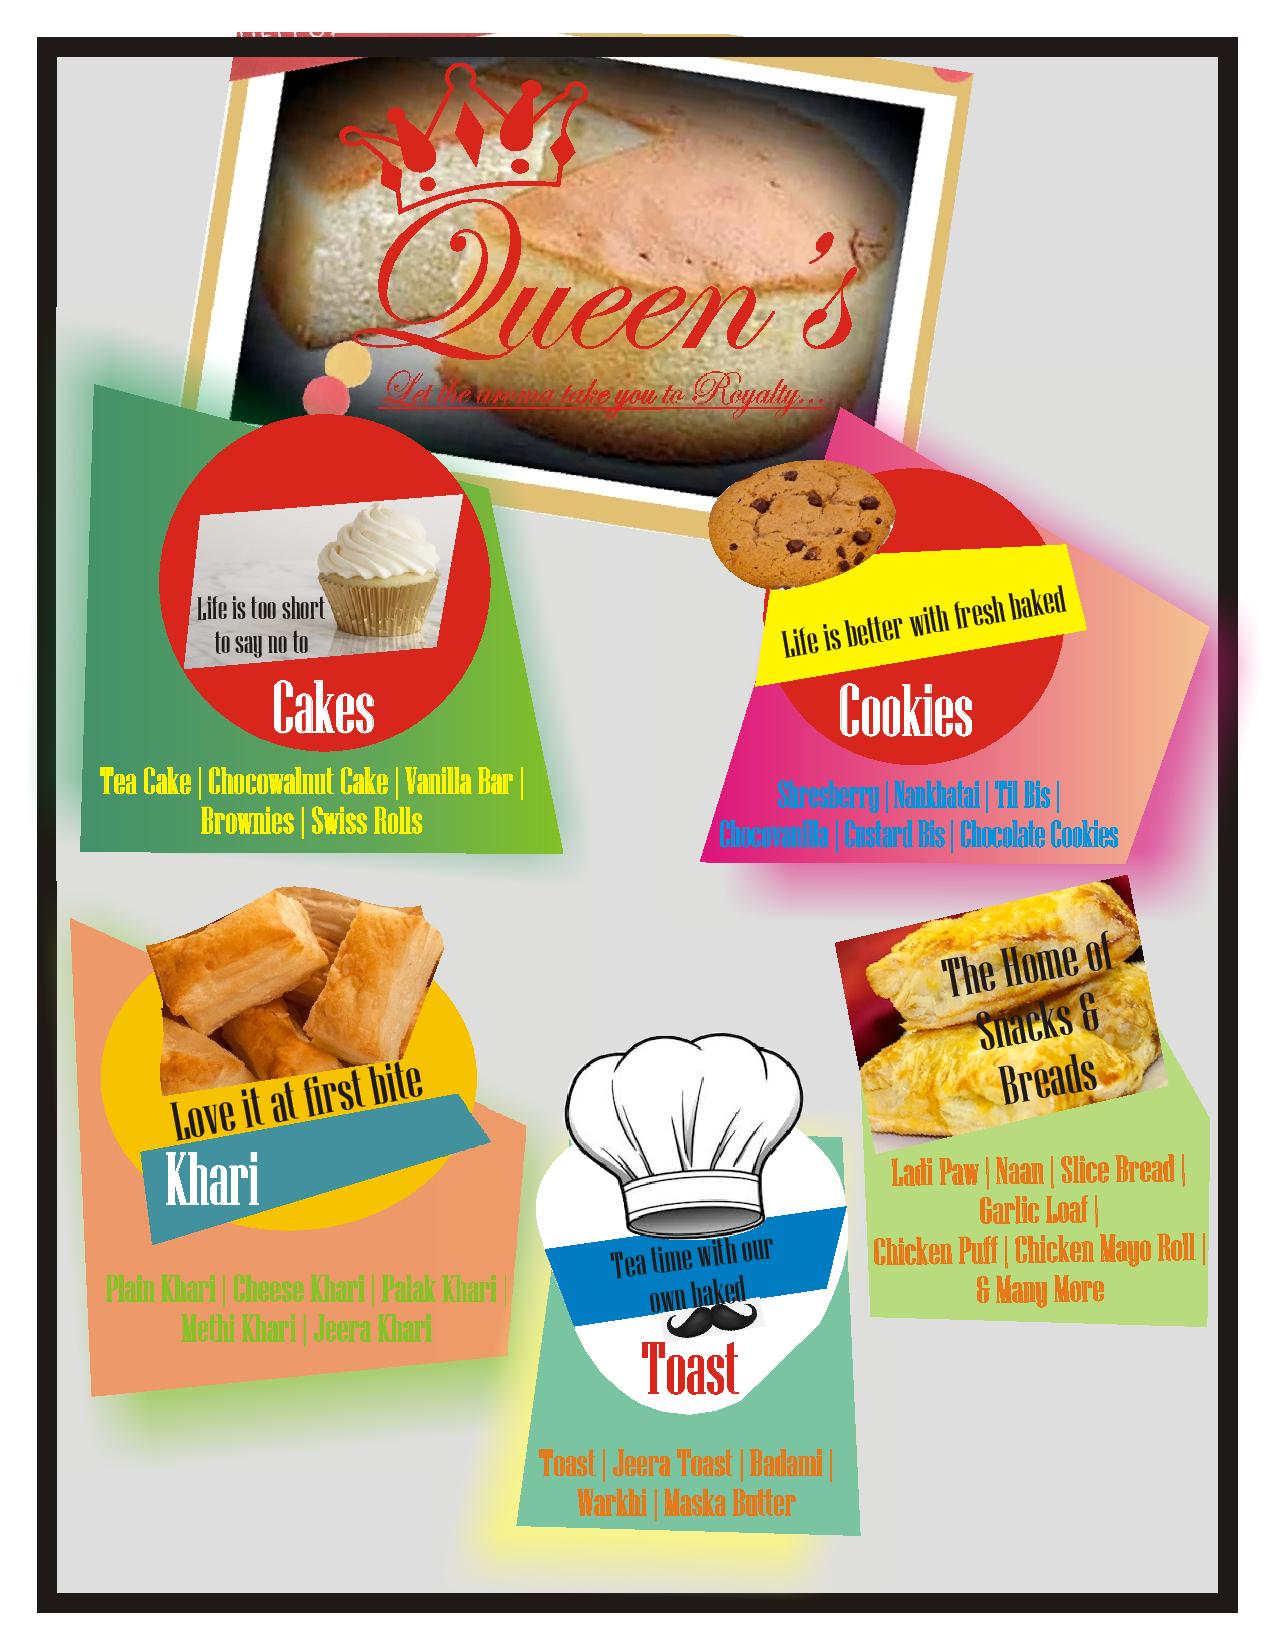 Queen's
Let the aroma take you to Royalty...
Life is too short
to say no to
Cakes
Tea Cake | Chocowalnut Cake | Vanilla Bar |
Brownies | Swiss Rolls
Life is better with fresh baked
Cookies
Shresberry | Nankhatai | Til Bis |
Chocovanilla | Custard Bis | Chocolate Cookies
Love it at first bite
Khari
Plain Khari | Cheese Khari | Palak Khari |
Methi Khari | Jeera Khari
The Home of
Snacks &
Breads
Ladi Paw | Naan | Slice Bread |
Garlic Loaf |
Chicken Puff | Chicken Mayo Roll |
& Many More
Tea time with our
own baked
Toast
Toast | Jeera Toast | Badami |
Warkhi | Maska Butter